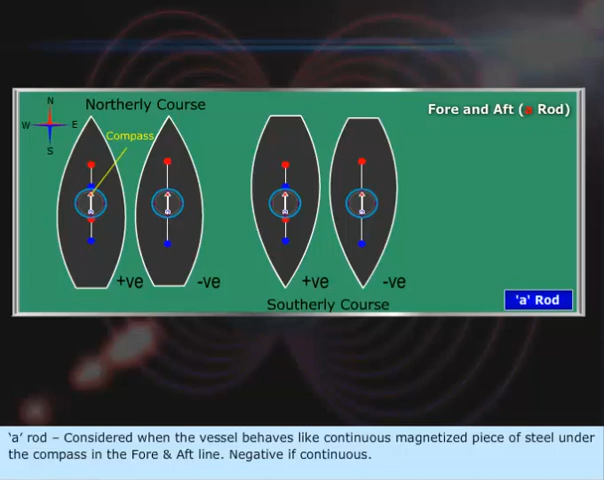 N
Northerly Course
Fore and Aft (a Rod)
W E
Compass
S
+ve -ve +ve -ve
Southerly Course
'a' Rod
‘a’ rod – Considered when the vessel behaves like continuous magnetized piece of steel under
the compass in the Fore & Aft line. Negative if continuous.